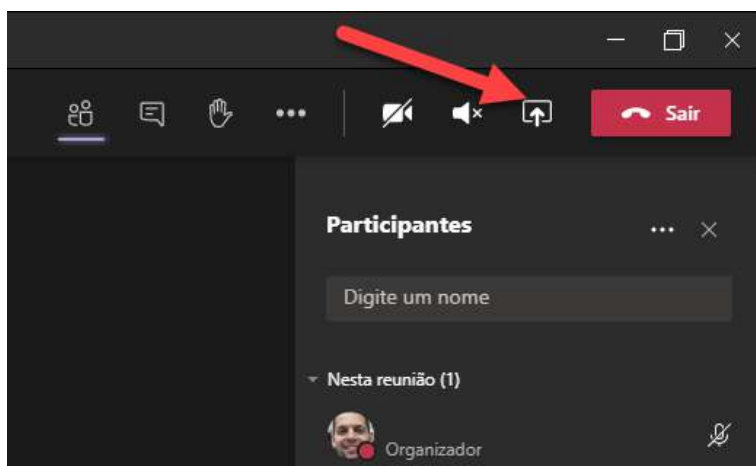 Sair
Participantes
Digite um nome
Nesta reunião (1)
Organizador